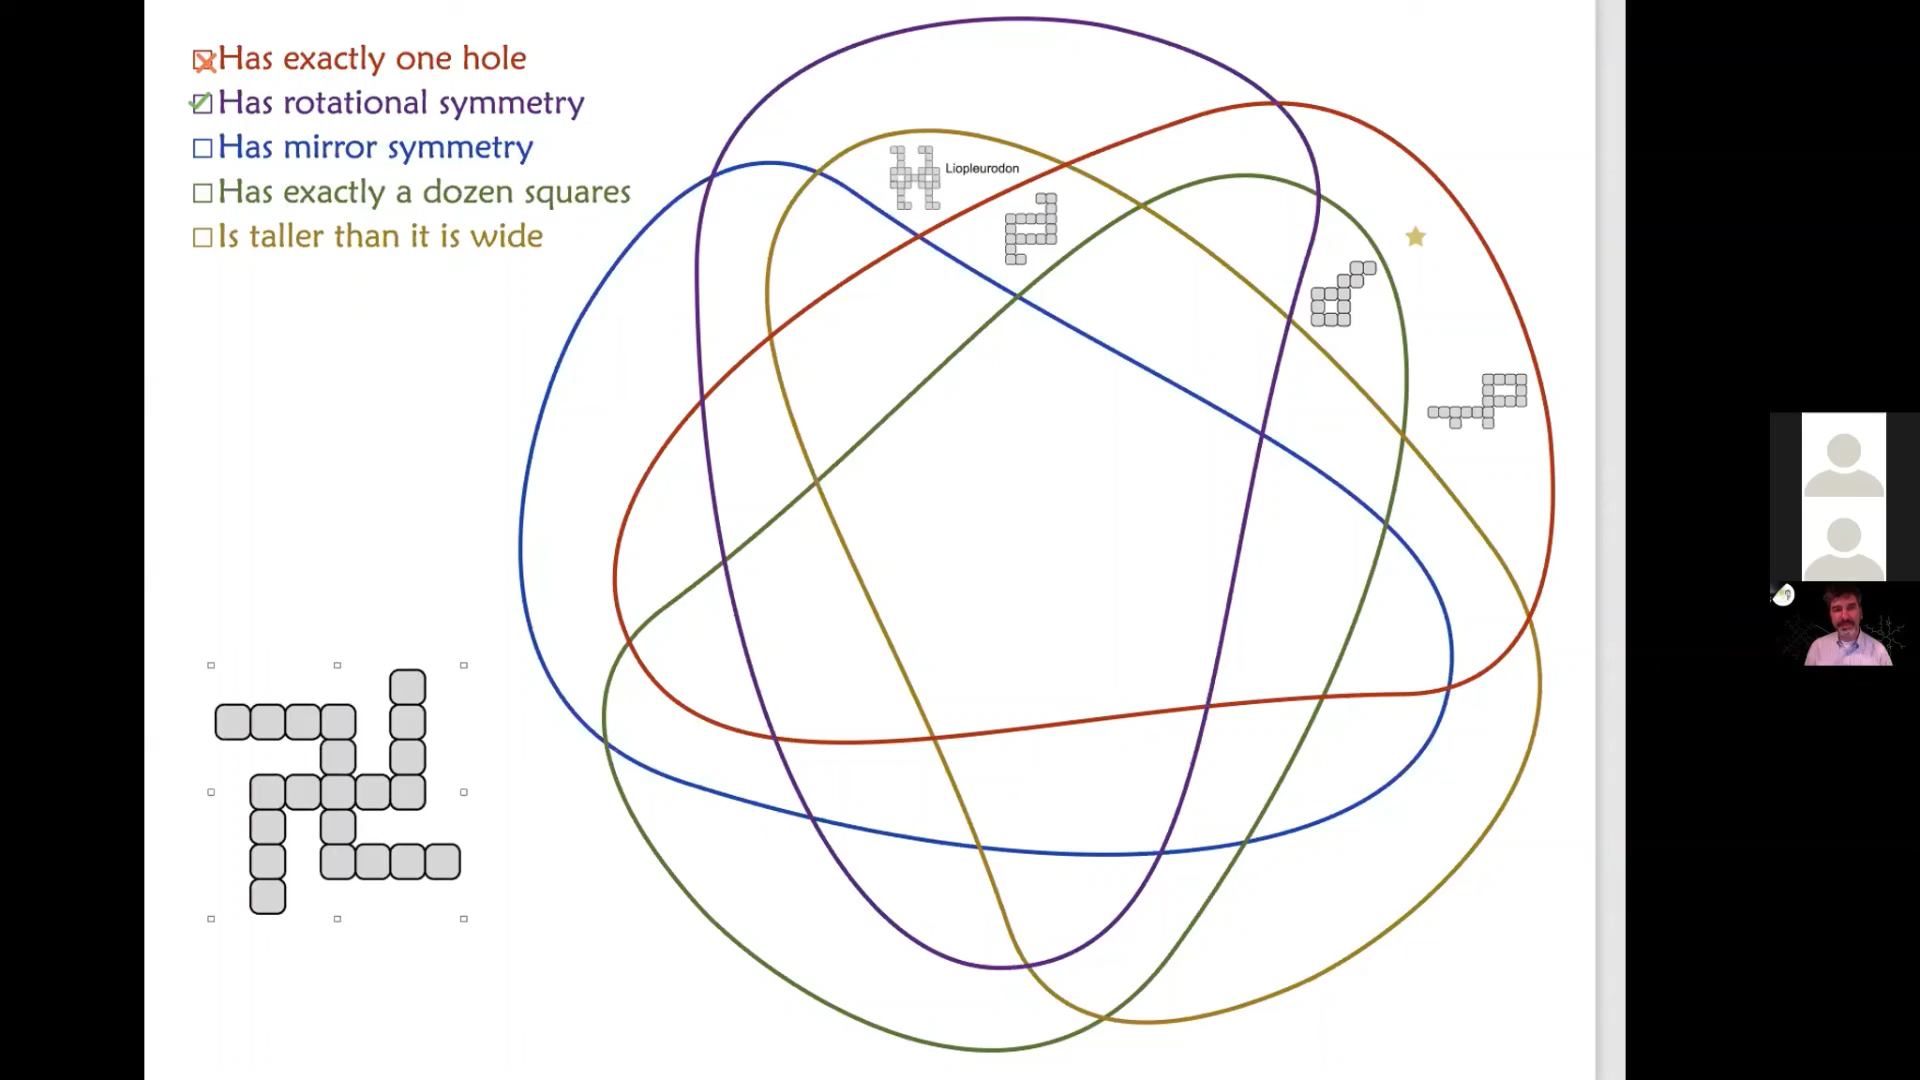 Has exactly one hole
Has rotational symmetry
Has mirror symmetry
Has exactly a dozen squares
Is taller than it is wide
Liopleurodon